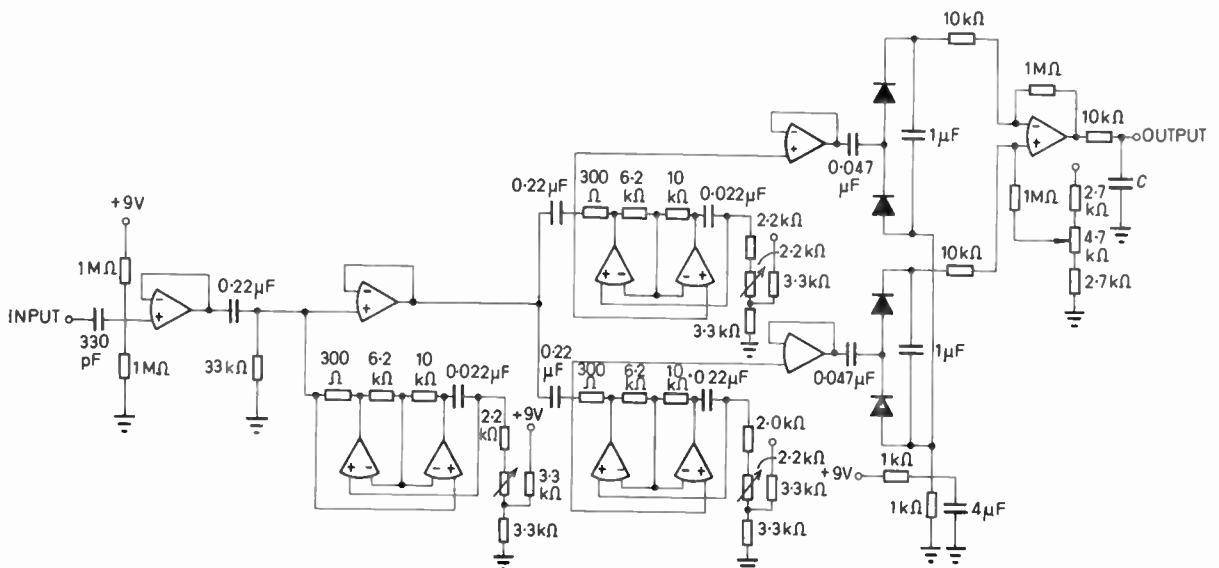 10kΩ
1MΩ
10kΩ
OUTPUT
-
+
1μF
C
0·047
μF
-
+
1MΩ
2·7
kΩ
4·7
kΩ
2·7kΩ
10kΩ
0·22μF
300
Ω
6·2
kΩ
10
kΩ
0·022μF
2·2kΩ
2·2kΩ
3·3kΩ
3·3kΩ
+ -
- +
+9V
1MΩ
0·22μF
-
+
INPUT
330
pF
1MΩ
33kΩ
-
+
300
Ω
6·2
kΩ
10
kΩ
0·022μF
2·2
kΩ
+9V
3·3
kΩ
3·3kΩ
+ -
- +
0·22
μF
300
Ω
6·2
kΩ
10
kΩ
·022μF
2·0kΩ
2·2kΩ
3·3kΩ
3·3kΩ
+ -
- +
0·047μF
1μF
+9V
1kΩ
1kΩ
4μF